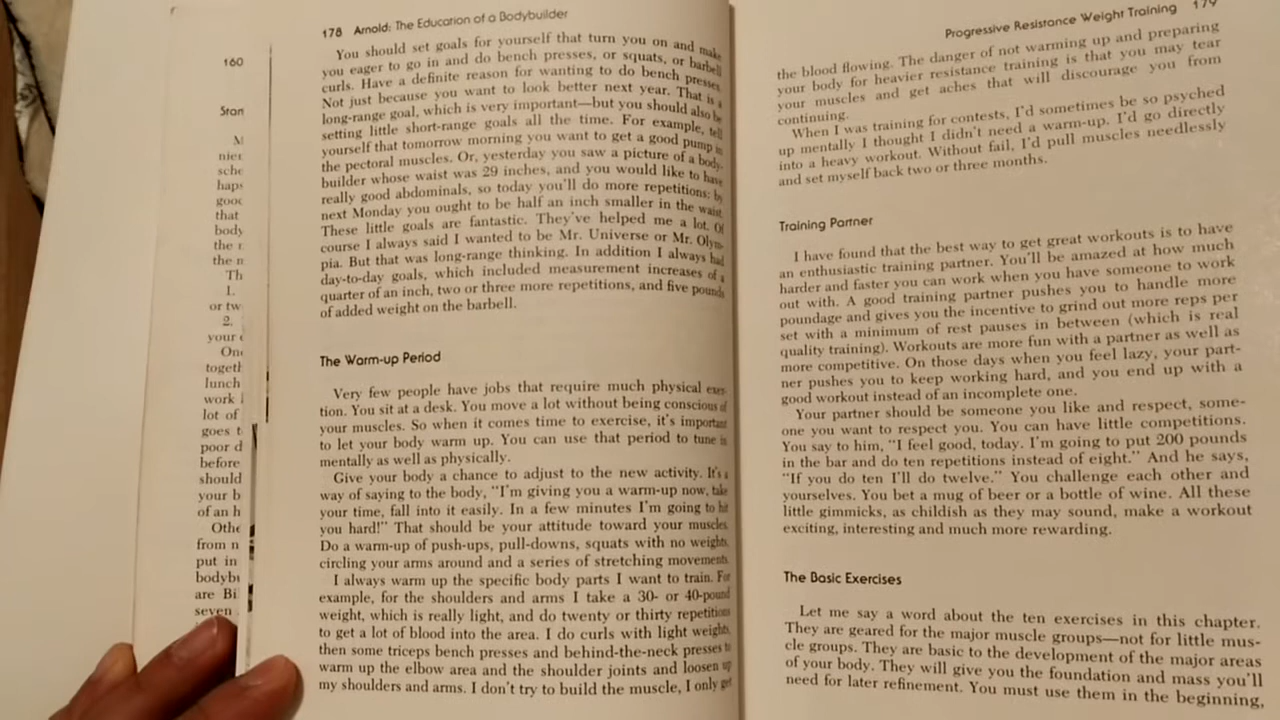 160
Stan
M
nier
sche
haps
good
that
body
the
the
Th
1.
or tw
2.
your
One
togeth
lunch
work
lot of
goes t
poor d
before
should
your b
of an h
Othe
from n
put in
bodybu
are Bi
seven
178 Arnold: The Education of a Bodybuilder
You should set goals for yourself that turn you on and make
you eager to go in and do bench presses, or squats, or barbell
curls. Have a definite reason for wanting to do bench presses.
Not just because you want to look better next year. That is a
long-range goal, which is very important—but you should also be
setting little short-range goals all the time. For example, tell
yourself that tomorrow morning you want to get a good pump in
the pectoral muscles. Or, yesterday you saw a picture of a body-
builder whose waist was 29 inches, and you would like to have
really good abdominals, so today you'll do more repetitions; by
next Monday you ought to be half an inch smaller in the waist.
These little goals are fantastic. They've helped me a lot. Of
course I always said I wanted to be Mr. Universe or Mr. Olym-
pia. But that was long-range thinking. In addition I always had
day-to-day goals, which included measurement increases of a
quarter of an inch, two or three more repetitions, and five pounds
of added weight on the barbell.
The Warm-up Period
Very few people have jobs that require much physical exer-
tion. You sit at a desk. You move a lot without being conscious of
your muscles. So when it comes time to exercise, it's important
to let your body warm up. You can use that period to tune in
mentally as well as physically.
Give your body a chance to adjust to the new activity. It's a
way of saying to the body, "I'm giving you a warm-up now, take
your time, fall into it easily. In a few minutes I'm going to hit
you hard!" That should be your attitude toward your muscles.
Do a warm-up of push-ups, pull-downs, squats with no weights,
circling your arms around and a series of stretching movements.
I always warm up the specific body parts I want to train. For
example, for the shoulders and arms I take a 30- or 40-pound
weight, which is really light, and do twenty or thirty repetitions
to get a lot of blood into the area. I do curls with light weights,
then some triceps bench presses and behind-the-neck presses to
warm up the elbow area and the shoulder joints and loosen up
my shoulders and arms. I don't try to build the muscle, I only get
Progressive Resistance Weight Training 179
the blood flowing. The danger of not warming up and preparing
your body for heavier resistance training is that you may tear
your muscles and get aches that will discourage you from
continuing.
When I was training for contests, I'd sometimes be so psyched
up mentally I thought I didn't need a warm-up. I'd go directly
into a heavy workout. Without fail, I'd pull muscles needlessly
and set myself back two or three months.
Training Partner
I have found that the best way to get great workouts is to have
an enthusiastic training partner. You'll be amazed at how much
harder and faster you can work when you have someone to work
out with. A good training partner pushes you to handle more
poundage and gives you the incentive to grind out more reps per
set with a minimum of rest pauses in between (which is real
quality training). Workouts are more fun with a partner as well as
more competitive. On those days when you feel lazy, your part-
ner pushes you to keep working hard, and you end up with a
good workout instead of an incomplete one.
Your partner should be someone you like and respect, some-
one you want to respect you. You can have little competitions.
You say to him, "I feel good, today. I'm going to put 200 pounds
in the bar and do ten repetitions instead of eight." And he says,
"If you do ten I'll do twelve." You challenge each other and
yourselves. You bet a mug of beer or a bottle of wine. All these
little gimmicks, as childish as they may sound, make a workout
exciting, interesting and much more rewarding.
The Basic Exercises
Let me say a word about the ten exercises in this chapter.
They are geared for the major muscle groups—not for little mus-
cle groups. They are basic to the development of the major areas
of your body. They will give you the foundation and mass you'll
need for later refinement. You must use them in the beginning,